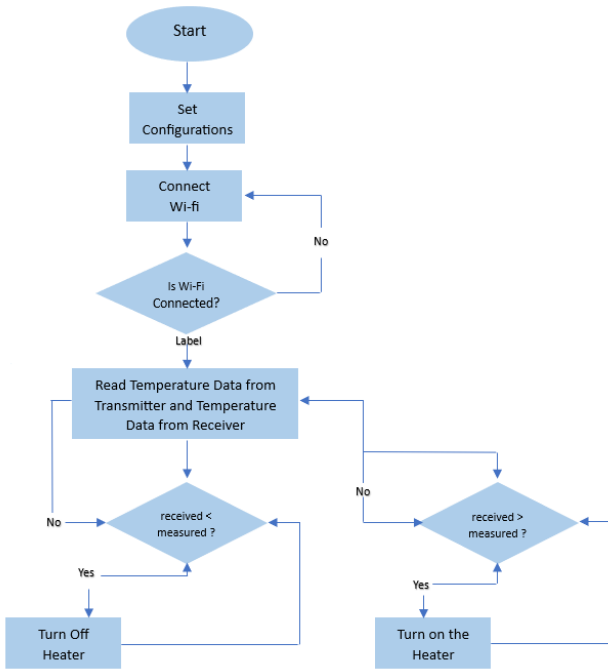 Start
Set
Configurations
Connect
Wi-fi
No
Is Wi-Fi
Connected?
Label
Read Temperature Data from
Transmitter and Temperature
Data from Receiver
No
received <
measured ?
Yes
Turn Off
Heater
No
received >
measured ?
Yes
Turn on the
Heater